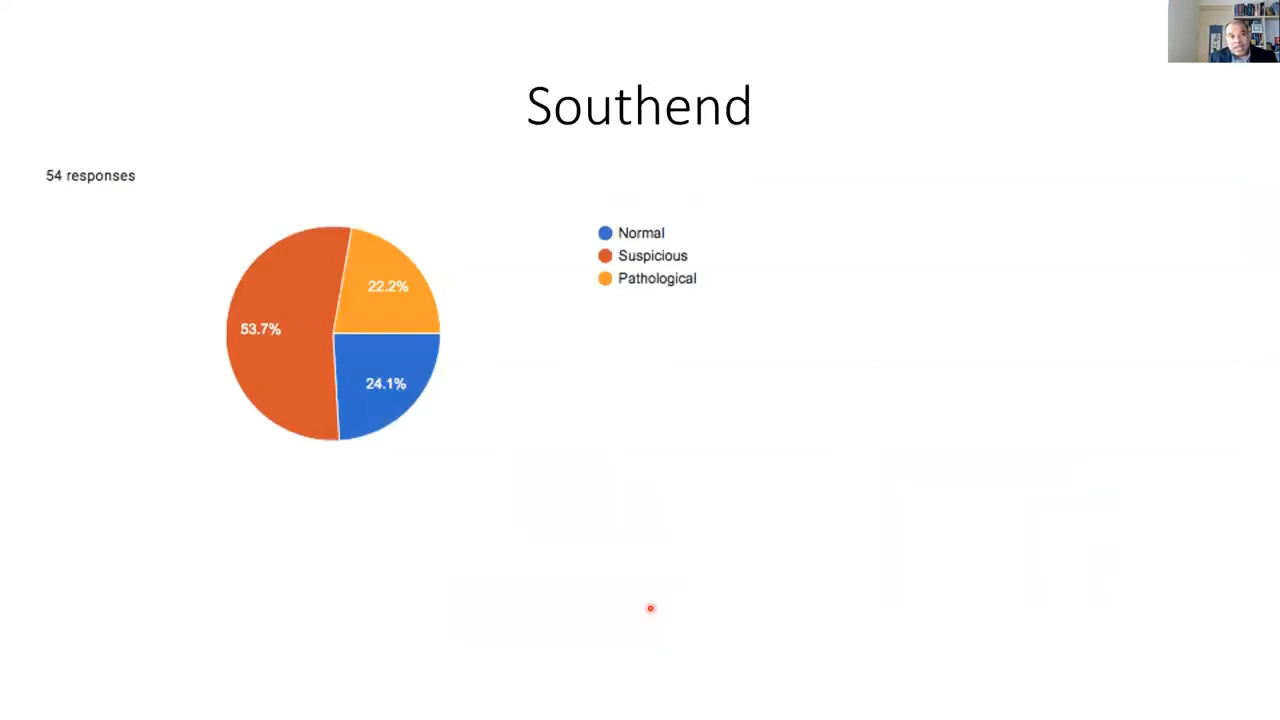 Southend
54 responses
Normal
Suspicious
Pathological
22.2%
53.7%
24.1%